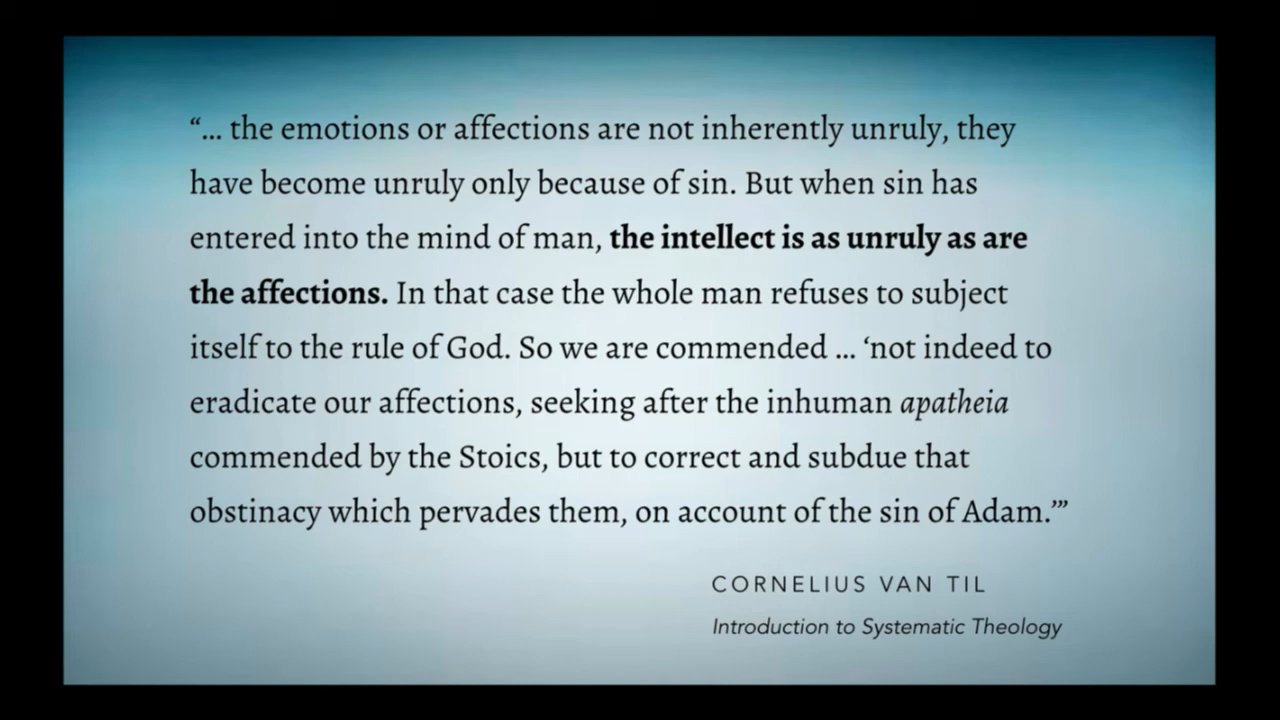 “... the emotions or affections are not inherently unruly, they
have become unruly only because of sin. But when sin has
entered into the mind of man, the intellect is as unruly as are
the affections. In that case the whole man refuses to subject
itself to the rule of God. So we are commended ... ‘not indeed to
eradicate our affections, seeking after the inhuman apatheia
commended by the Stoics, but to correct and subdue that
obstinacy which pervades them, on account of the sin of Adam.’”
CORNELIUS VAN TIL
Introduction to Systematic Theology